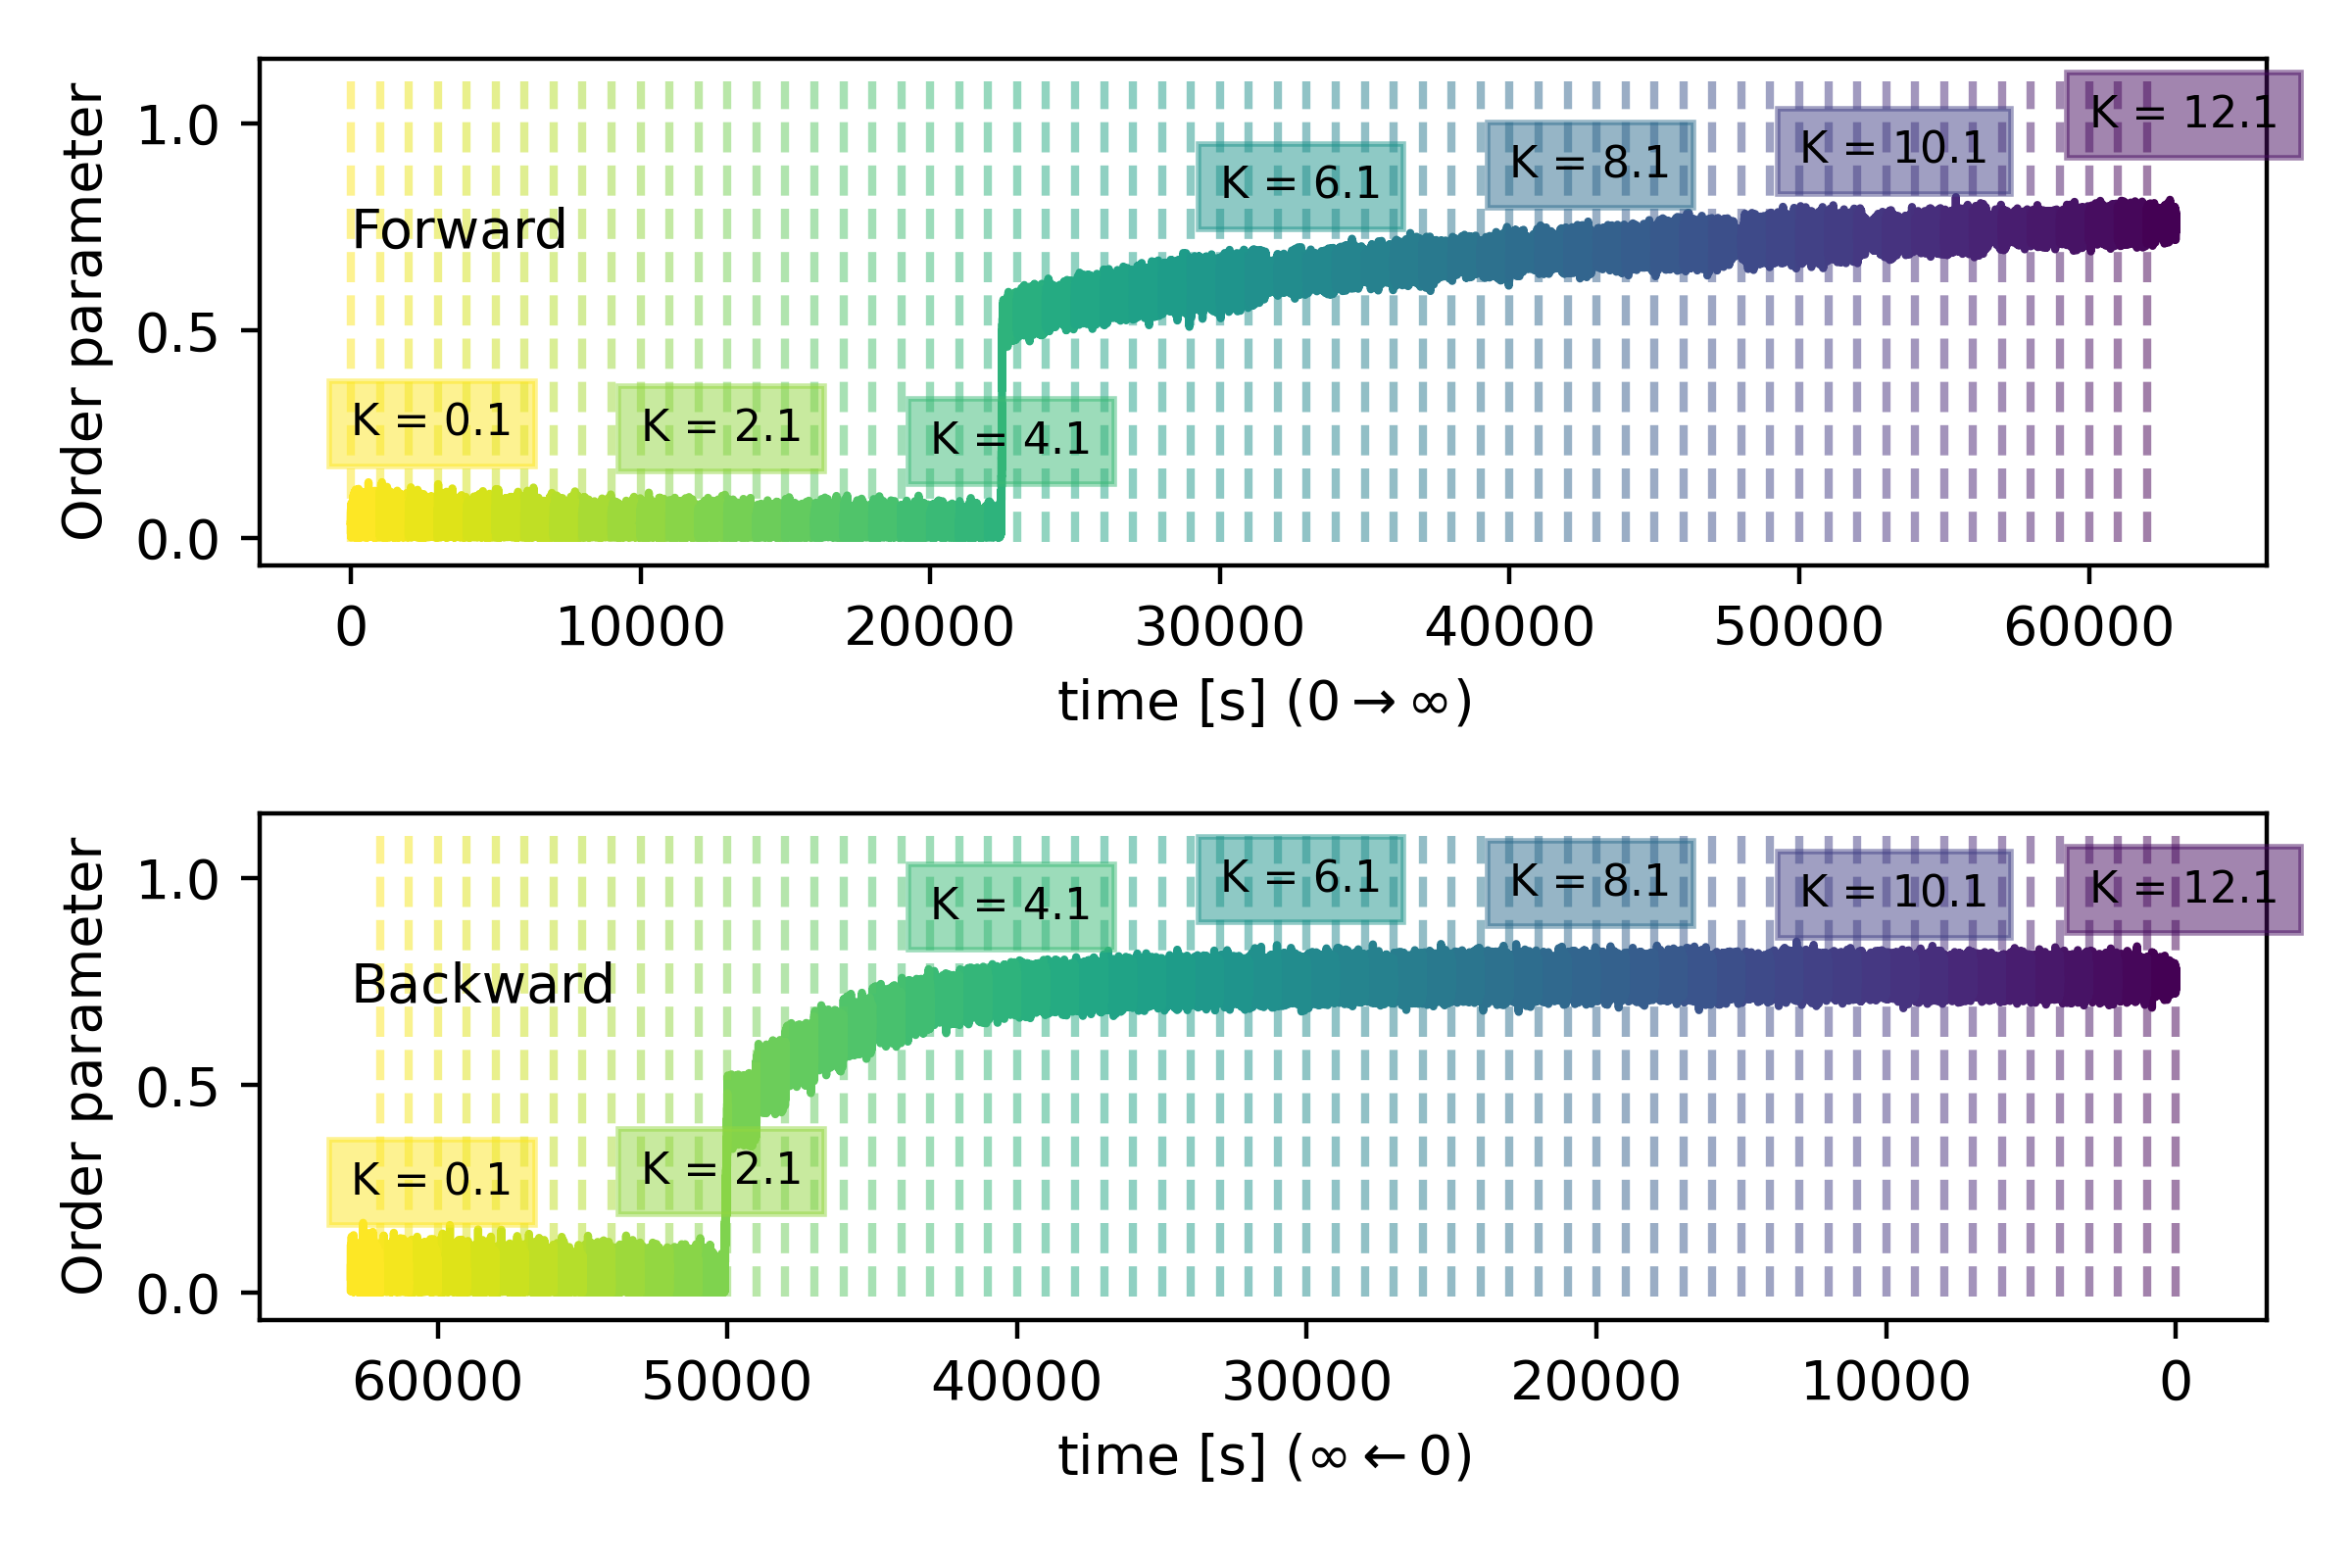 Order parameter
1.0
0.5
0.0
Forward
K = 0.1
K = 2.1
K = 4.1
K = 6.1
K = 8.1
K = 10.1
K = 12.1
0 10000 20000 30000 40000 50000 60000
time [s] (0 → ∞)
Order parameter
1.0
0.5
0.0
Backward
K = 0.1
K = 2.1
K = 4.1
K = 6.1
K = 8.1
K = 10.1
K = 12.1
60000 50000 40000 30000 20000 10000 0
time [s] (∞ ← 0)